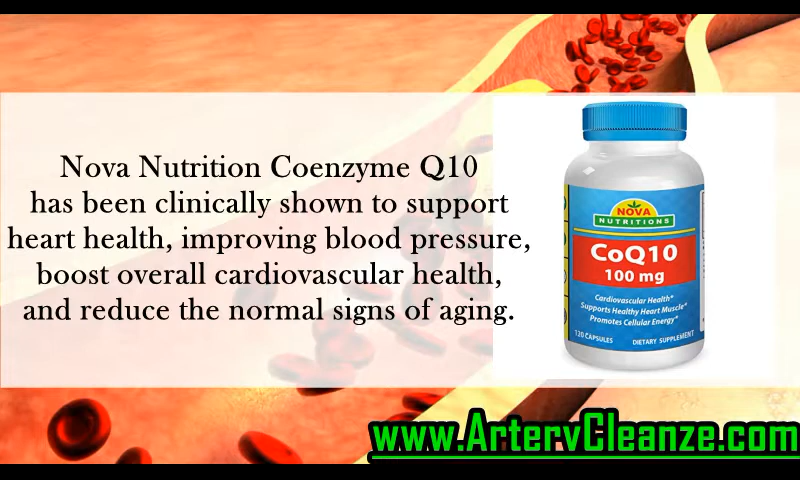 Nova Nutrition Coenzyme Q10
has been clinically shown to support
heart health, improving blood pressure,
boost overall cardiovascular health,
and reduce the normal signs of aging.
NOVA
NUTRITIONS
CoQ10
100 mg
Cardiovascular Health*
Supports Healthy Heart Muscle*
Promotes Cellular Energy*
120 CAPSULES DIETARY SUPPLEMENT
www.ArtervCleanze.com